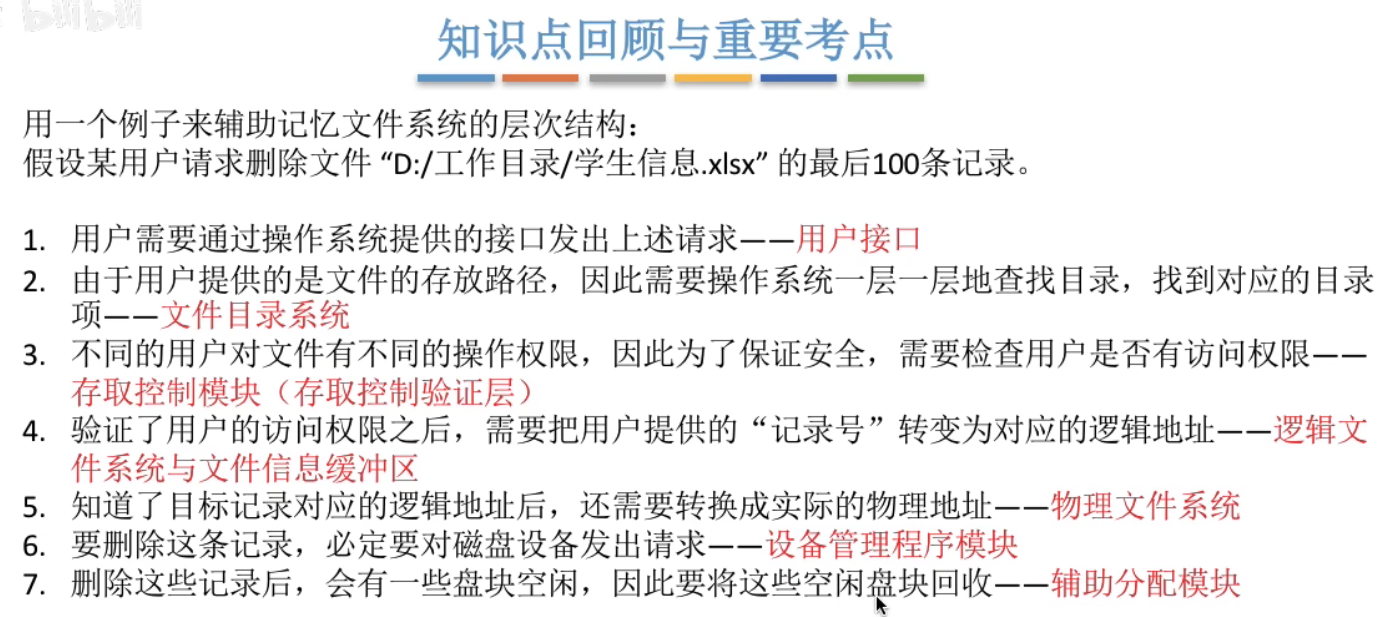 bilibili
知识点回顾与重要考点
用一个例子来辅助记忆文件系统的层次结构：
假设某用户请求删除文件 “D:/工作目录/学生信息.xlsx” 的最后100条记录。
1. 用户需要通过操作系统提供的接口发出上述请求——用户接口
2. 由于用户提供的是文件的存放路径，因此需要操作系统一层一层地查找目录，找到对应的目录
项——文件目录系统
3. 不同的用户对文件有不同的操作权限，因此为了保证安全，需要检查用户是否有访问权限——
存取控制模块（存取控制验证层）
4. 验证了用户的访问权限之后，需要把用户提供的“记录号”转变为对应的逻辑地址——逻辑文
件系统与文件信息缓冲区
5. 知道了目标记录对应的逻辑地址后，还需要转换成实际的物理地址——物理文件系统
6. 要删除这条记录，必定要对磁盘设备发出请求——设备管理程序模块
7. 删除这些记录后，会有一些盘块空闲，因此要将这些空闲盘块回收——辅助分配模块